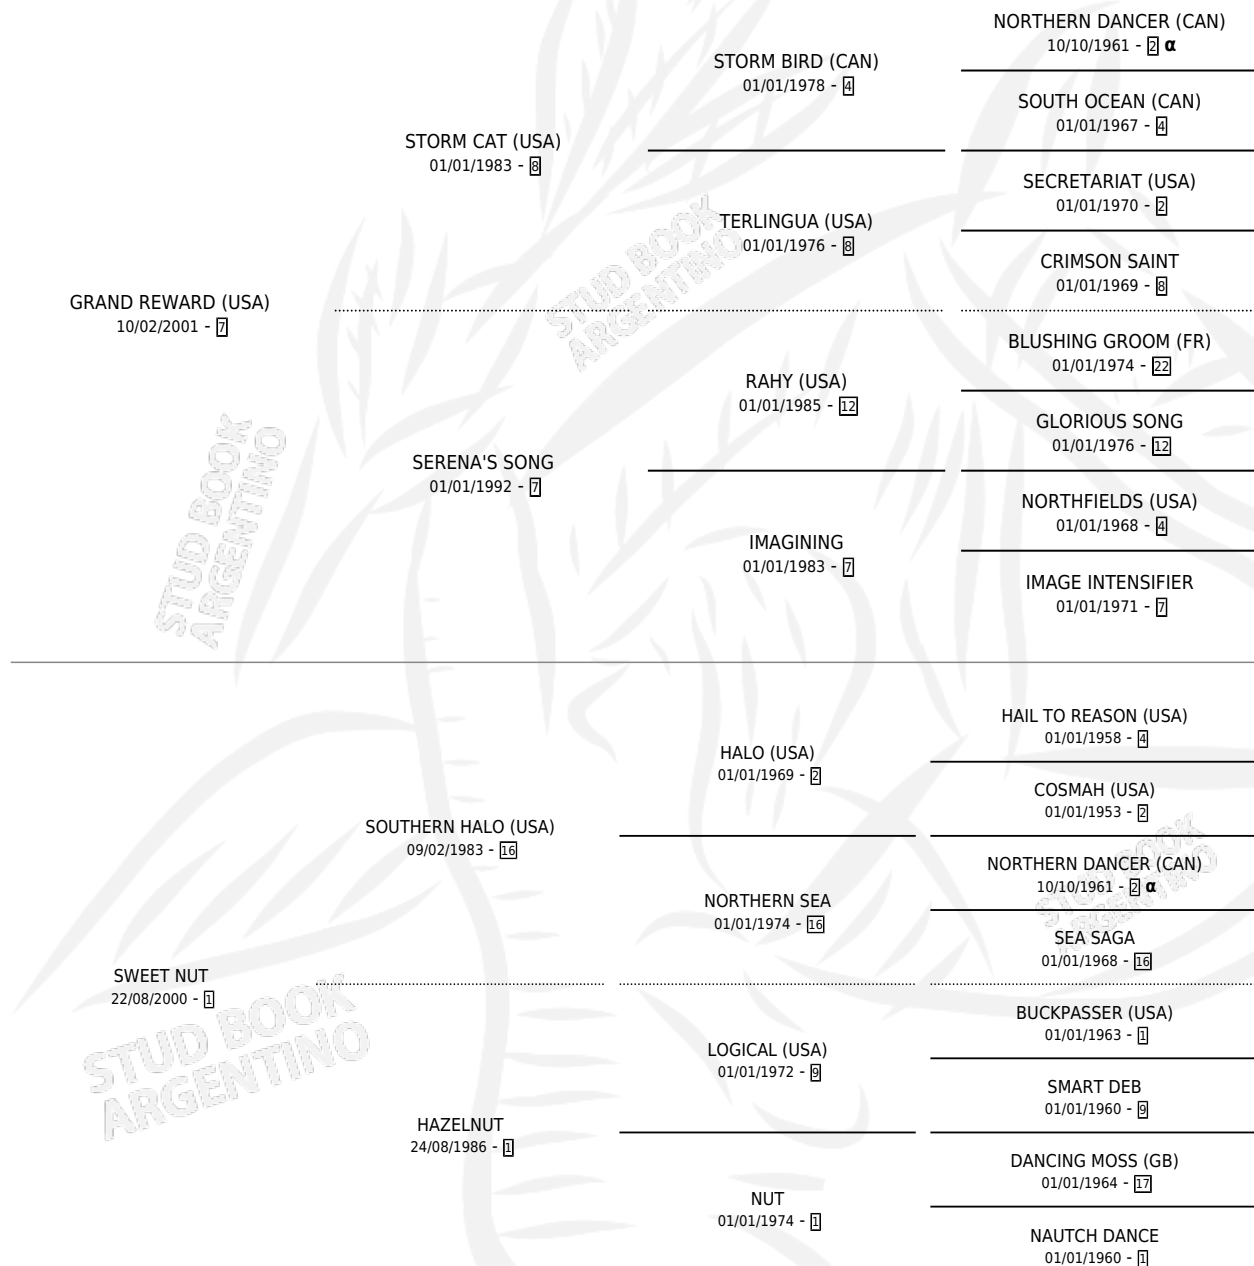 NORTHERN DANCER (CAN)
10/10/1961 - 2 α
STORM BIRD (CAN)
01/01/1978 - 4
SOUTH OCEAN (CAN)
01/01/1967 - 4
STORM CAT (USA)
01/01/1983 - 8
SECRETARIAT (USA)
01/01/1970 - 2
TERLINGUA (USA)
01/01/1976 - 8
CRIMSON SAINT
01/01/1969 - 8
GRAND REWARD (USA)
10/02/2001 - 7
BLUSHING GROOM (FR)
01/01/1974 - 22
RAHY (USA)
01/01/1985 - 12
GLORIOUS SONG
01/01/1976 - 12
SERENA'S SONG
01/01/1992 - 7
NORTHFIELDS (USA)
01/01/1968 - 4
IMAGINING
01/01/1983 - 7
IMAGE INTENSIFIER
01/01/1971 - 7
HAIL TO REASON (USA)
01/01/1958 - 4
HALO (USA)
01/01/1969 - 2
COSMAH (USA)
01/01/1953 - 2
SOUTHERN HALO (USA)
09/02/1983 - 16
NORTHERN DANCER (CAN)
10/10/1961 - 2 α
NORTHERN SEA
01/01/1974 - 16
SEA SAGA
01/01/1968 - 16
SWEET NUT
22/08/2000 - 1
BUCKPASSER (USA)
01/01/1963 - 1
LOGICAL (USA)
01/01/1972 - 9
SMART DEB
01/01/1960 - 9
HAZELNUT
24/08/1986 - 1
DANCING MOSS (GB)
01/01/1964 - 17
NUT
01/01/1974 - 1
NAUTCH DANCE
01/01/1960 - 1
STUD BOOK
ARGENTINO
STUD BOOK
ARGENTINO
STUD BOOK
ARGENTINO
STUD BOOK
ARGENTINO